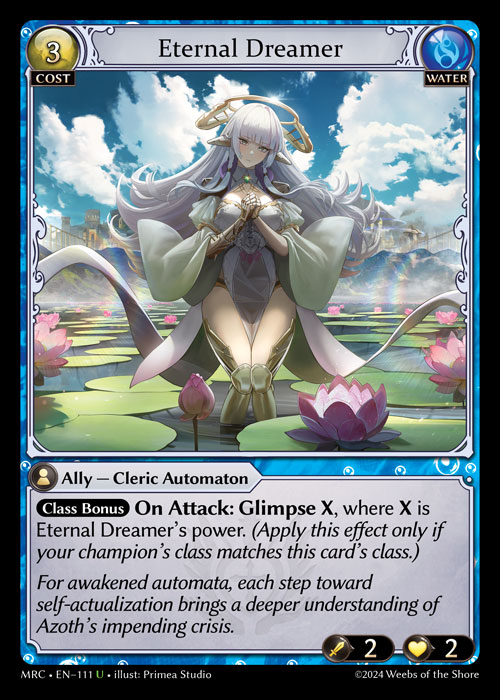 3
Eternal Dreamer
COST
WATER
Ally — Cleric Automaton
Class Bonus On Attack: Glimpse X, where X is
Eternal Dreamer's power. (Apply this effect only if
your champion's class matches this card's class.)
For awakened automata, each step toward
self-actualization brings a deeper understanding of
Azoth's impending crisis.
2
2
MRC • EN–111 U • illust: Primea Studio
©2024 Weebs of the Shore